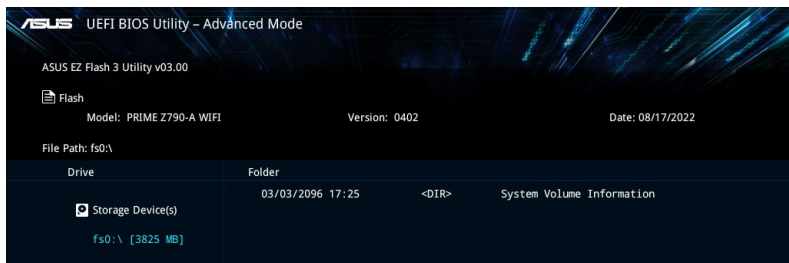 ASUS UEFI BIOS Utility – Advanced Mode
ASUS EZ Flash 3 Utility v03.00
Flash
Model: PRIME Z790-A WIFI Version: 0402 Date: 08/17/2022
File Path: fs0:\
Drive Folder
03/03/2096 17:25 <DIR> System Volume Information
Storage Device(s)
fs0:\ [3825 MB]